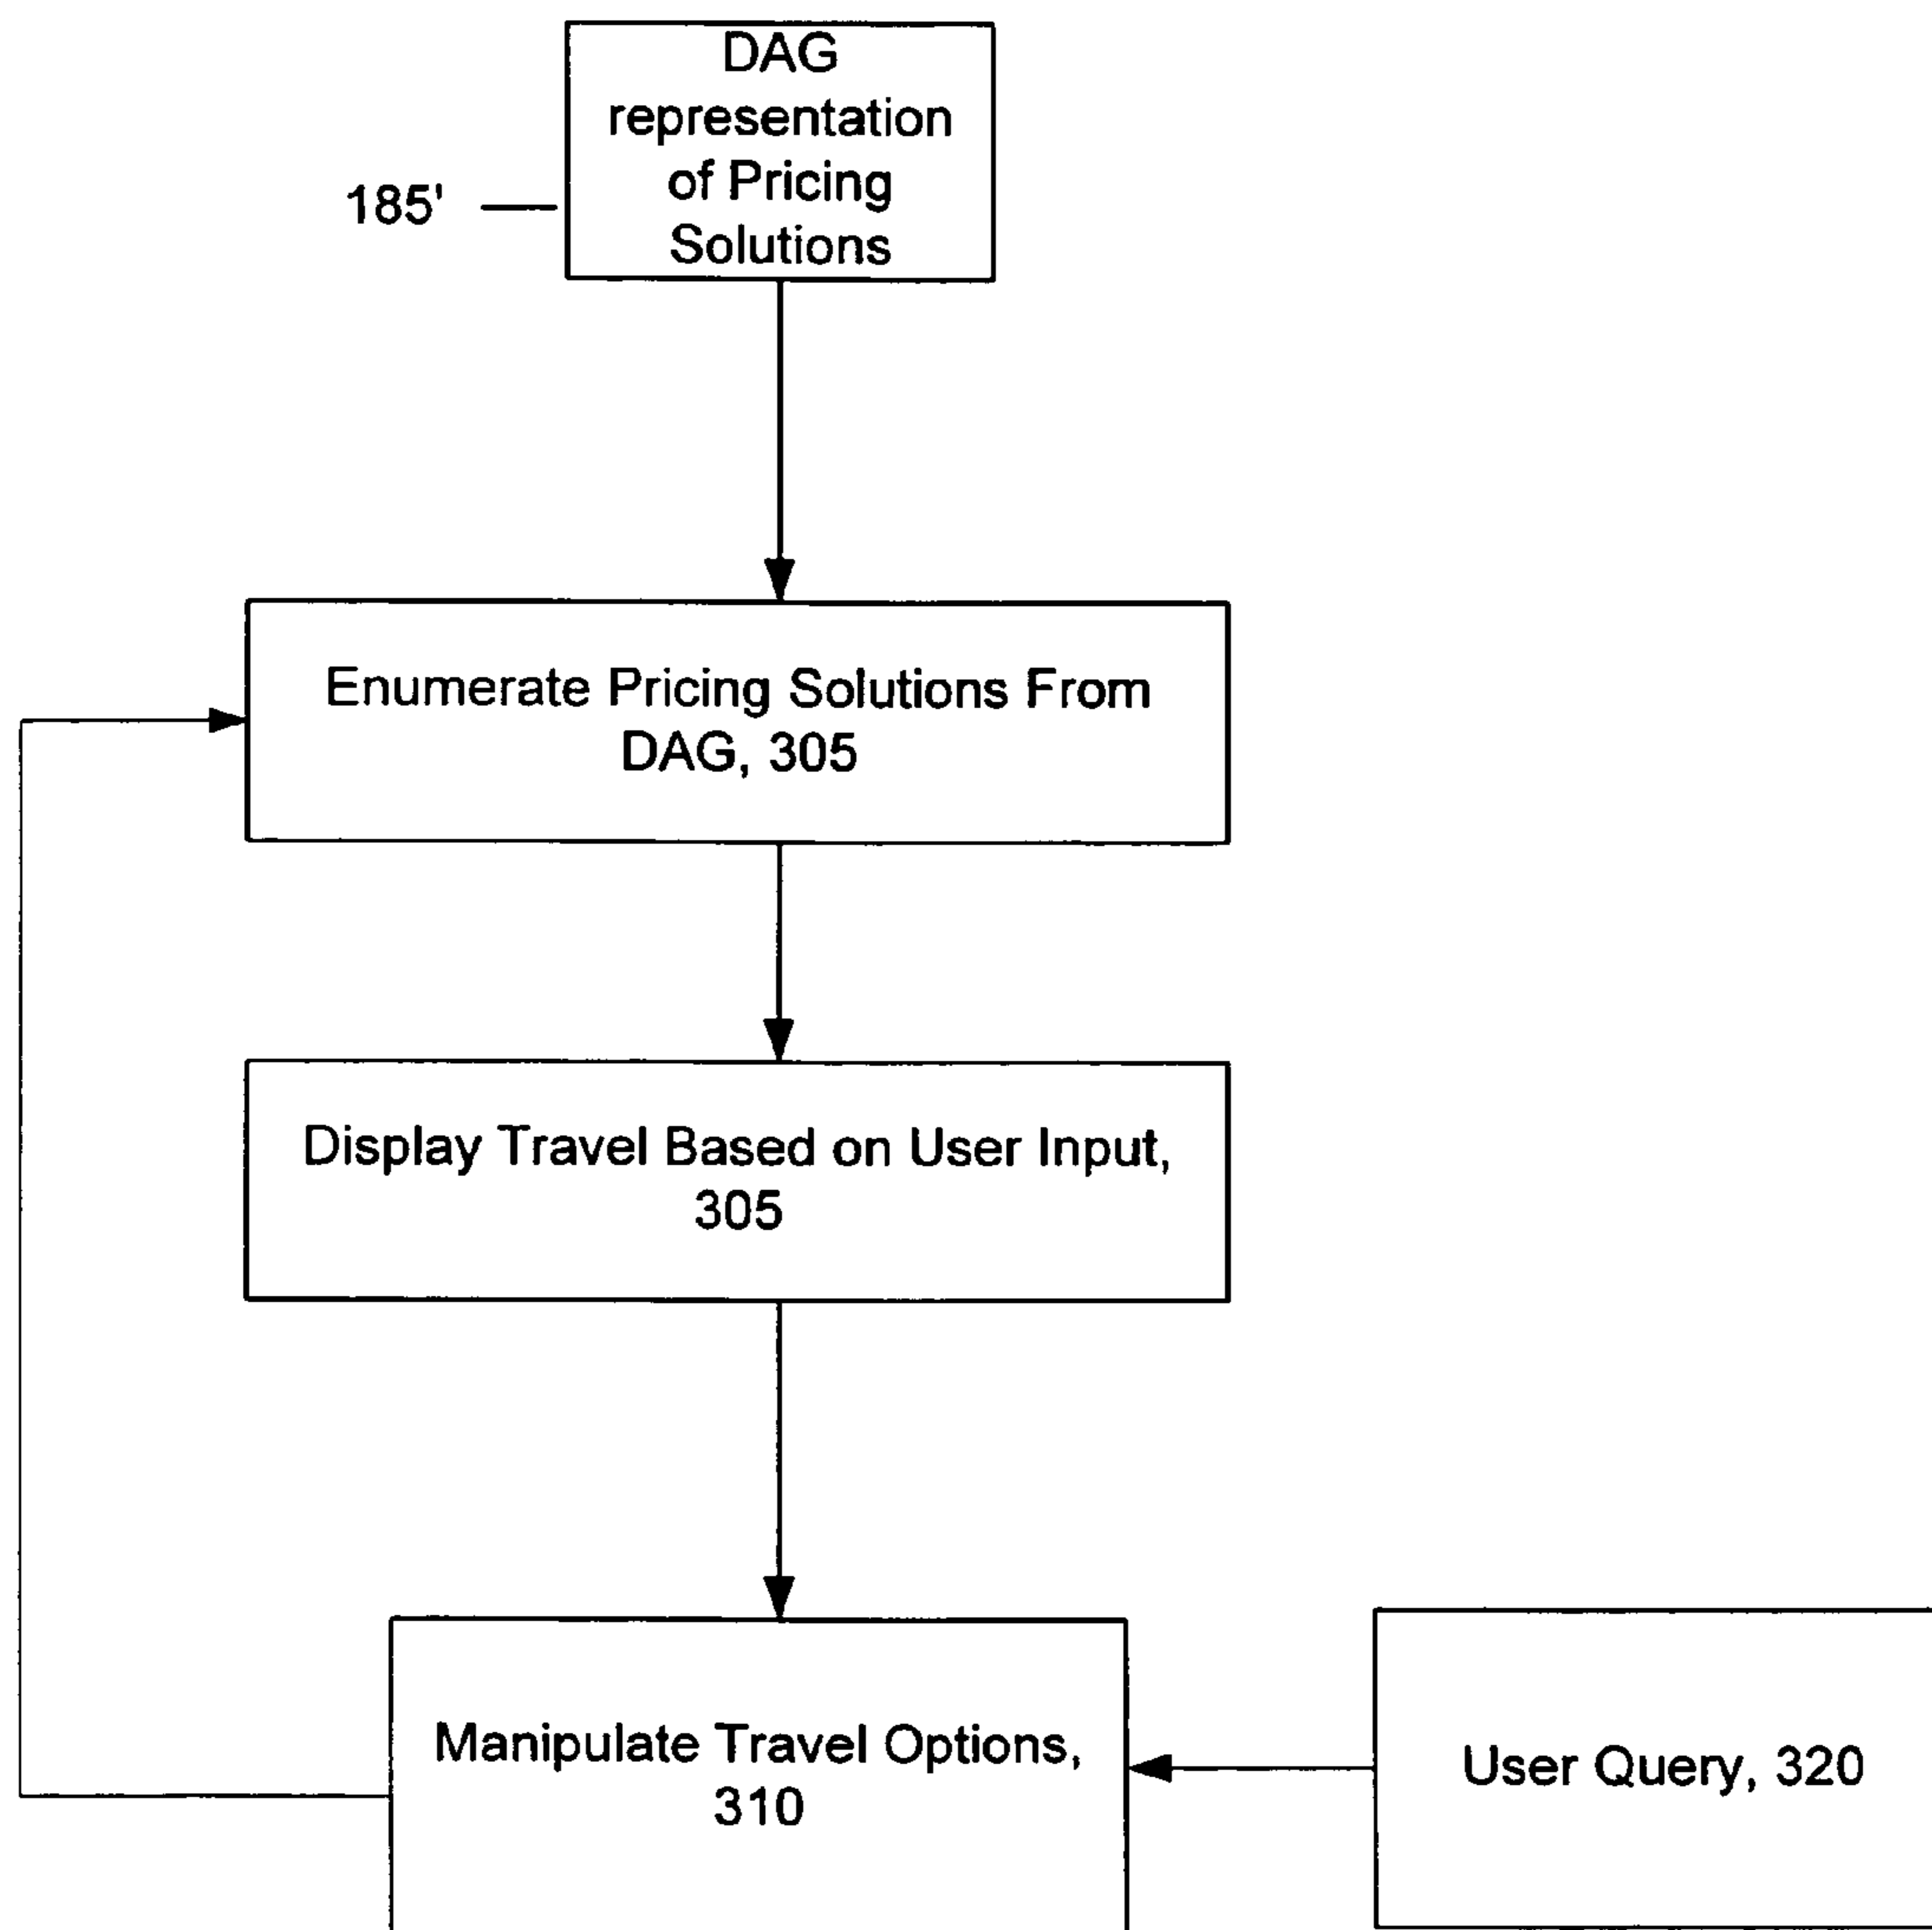 DAG
representation
of Pricing
Solutions
185'
Enumerate Pricing Solutions From
DAG, 305
Display Travel Based on User Input,
305
Manipulate Travel Options,
310
User Query, 320